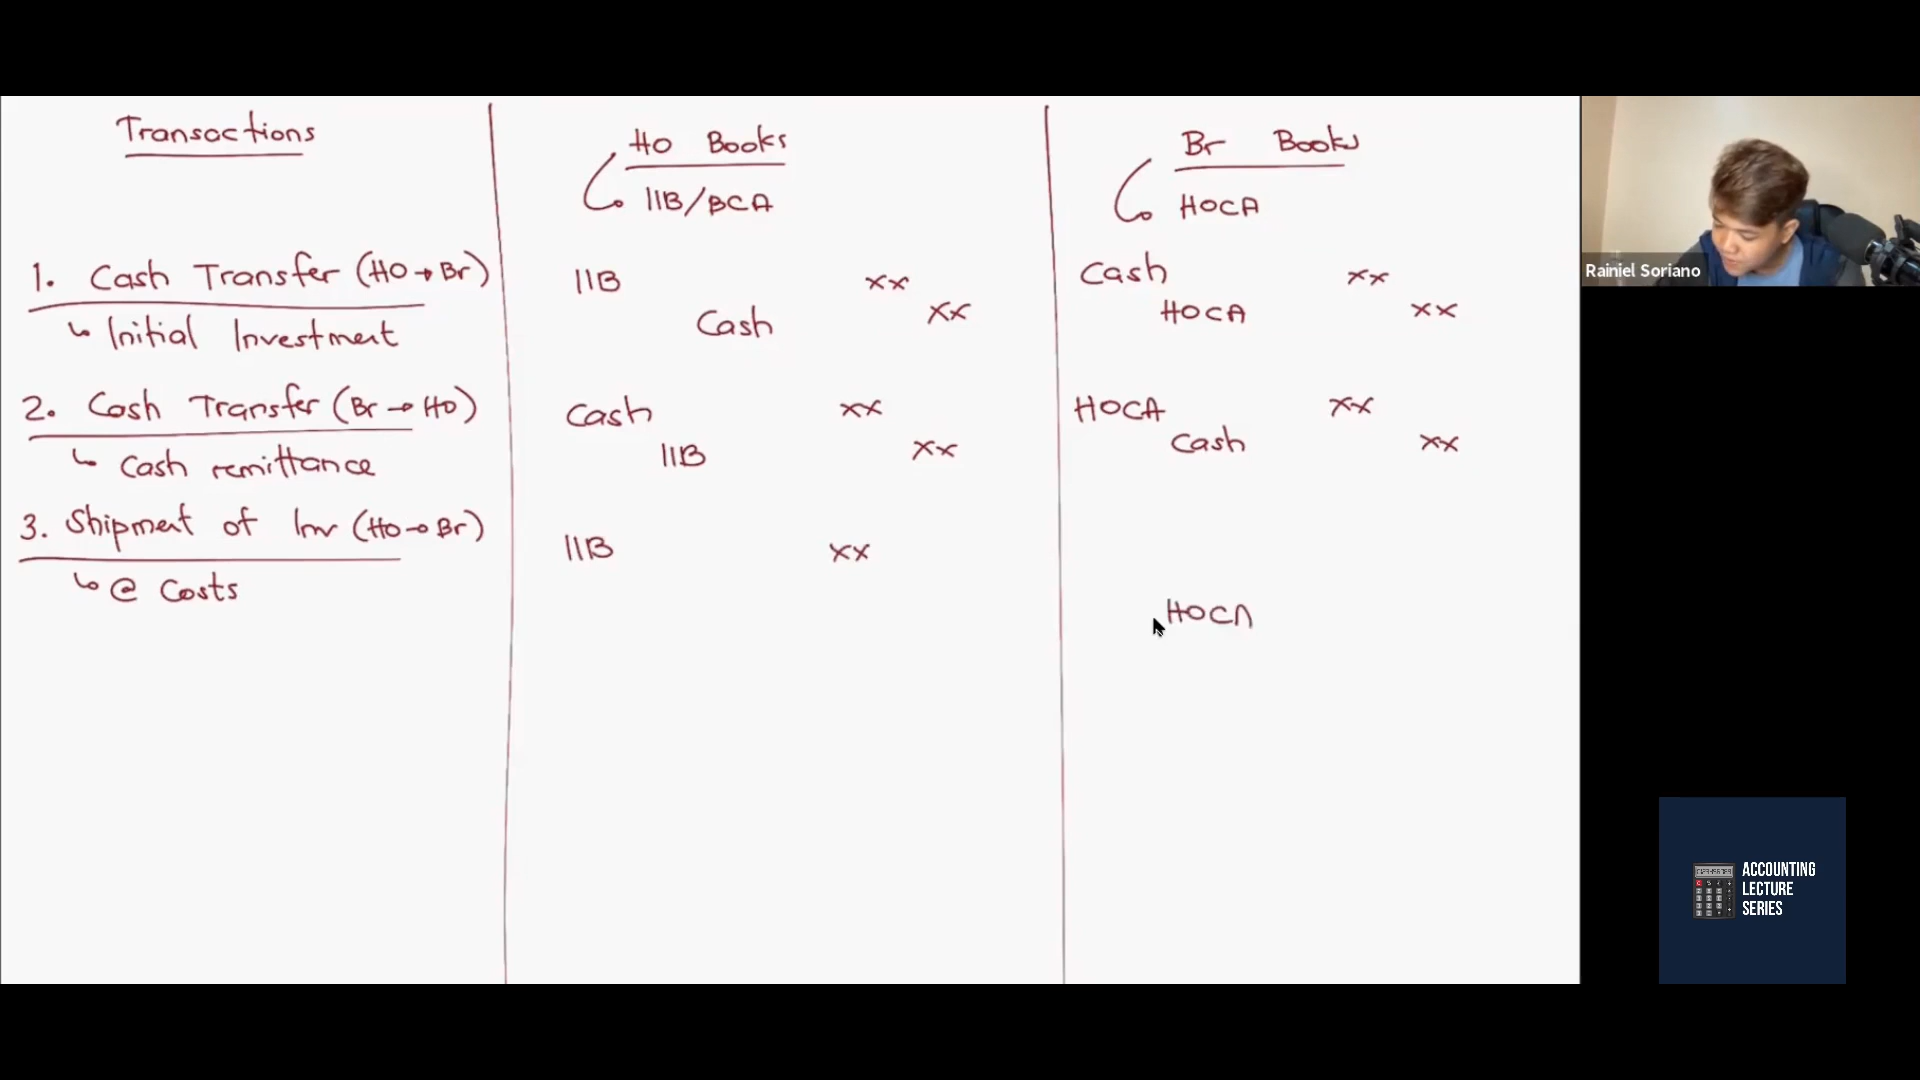 Transactions
HO Books
IIB/BCA
Br Books
HOCA
1. Cash Transfer (HO→Br)
↳ Initial Investment
IIB xx
Cash xx
Cash xx
HOCA xx
2. Cash Transfer (Br→HO)
↳ Cash remittance
Cash xx
IIB xx
HOCA xx
Cash xx
3. Shipment of Inv (HO→Br)
↳ @ Costs
IIB xx
HOCA
Rainiel Soriano
ACCOUNTING
LECTURE
SERIES